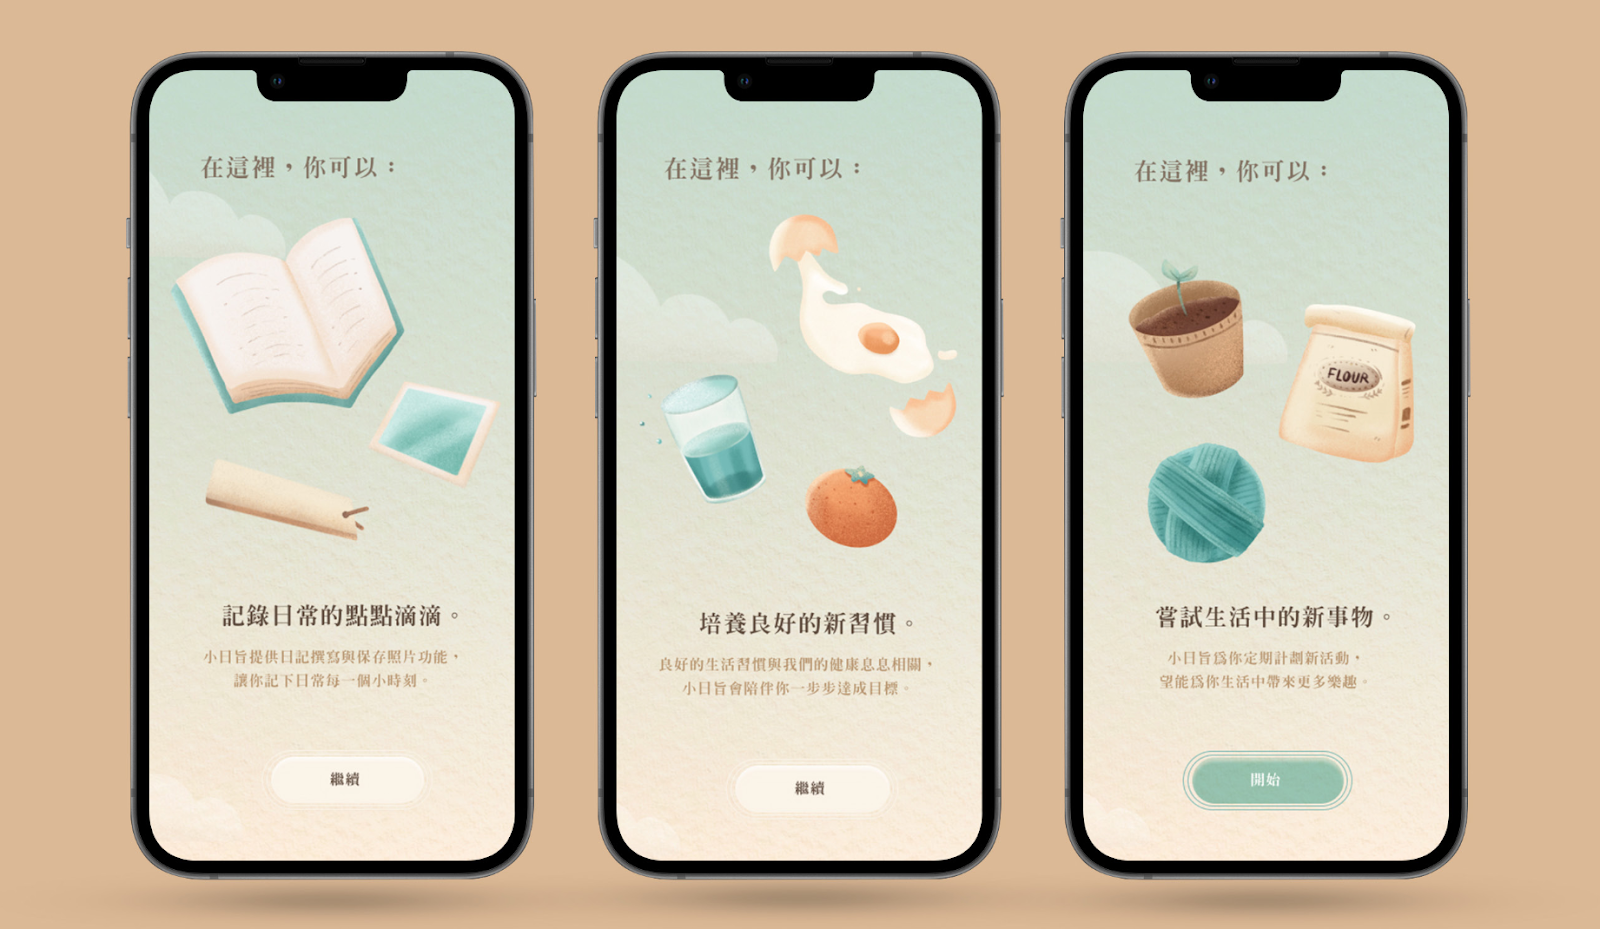 在這裡，你可以：
記錄日常的點點滴滴。
小日旨提供日記撰寫與保存照片功能，
讓你記下日常每一個小時刻。
繼續
在這裡，你可以：
培養良好的新習慣。
良好的生活習慣與我們的健康息息相關，
小日旨會陪伴你一步步達成目標。
繼續
在這裡，你可以：
FLOUR
嘗試生活中的新事物。
小日旨為你定期計劃新活動，
望能為你生活中帶來更多樂趣。
開始